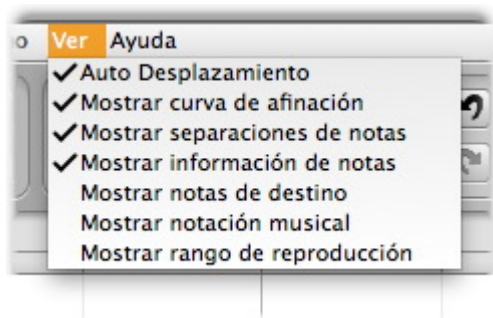 o Ver Ayuda
Auto Desplazamiento
Mostrar curva de afinación
Mostrar separaciones de notas
Mostrar información de notas
Mostrar notas de destino
Mostrar notación musical
Mostrar rango de reproducción